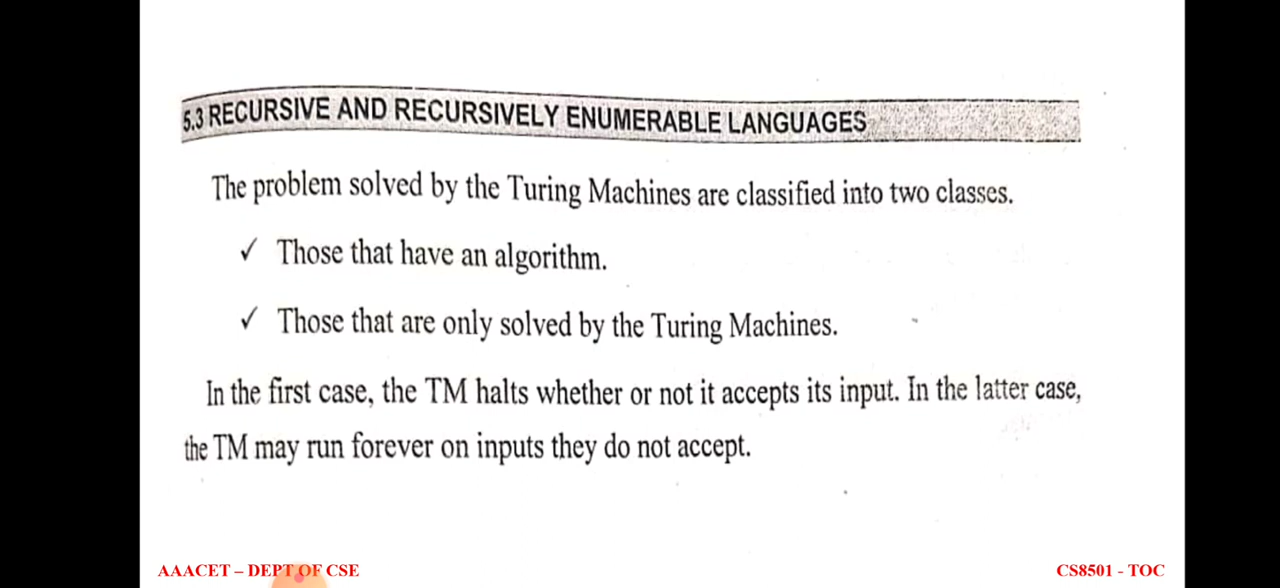 5.3 RECURSIVE AND RECURSIVELY ENUMERABLE LANGUAGES
The problem solved by the Turing Machines are classified into two classes.
✓ Those that have an algorithm.
✓ Those that are only solved by the Turing Machines.
In the first case, the TM halts whether or not it accepts its input. In the latter case,
the TM may run forever on inputs they do not accept.
AAACET – DEPT OF CSE
CS8501 - TOC